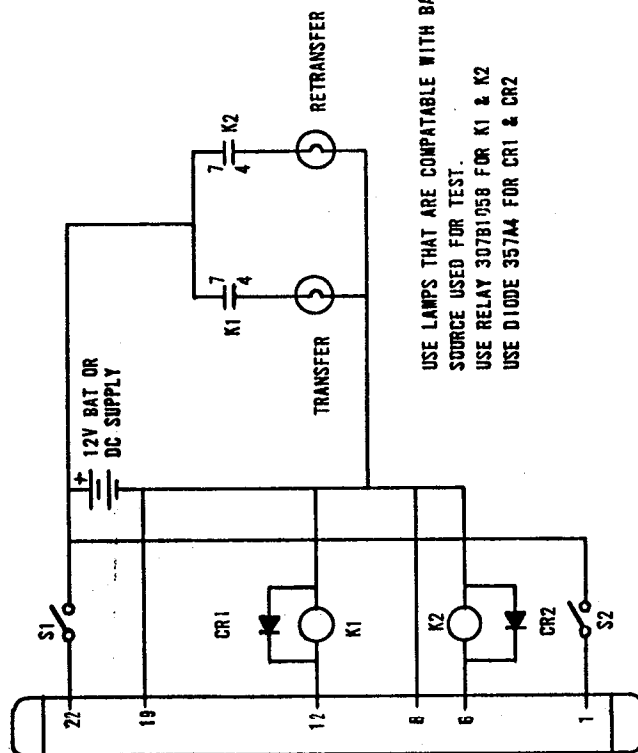 S1
+
12V BAT OR
DC SUPPLY
22
19
CR1
K1
12
8
6
K2
CR2
S2
1
K1
7
4
TRANSFER
7
4
K2
RETRANSFER
USE LAMPS THAT ARE COMPATABLE WITH BA
SOURCE USED FOR TEST.
USE RELAY 307B1058 FOR K1 & K2
USE DIODE 357A4 FOR CR1 & CR2